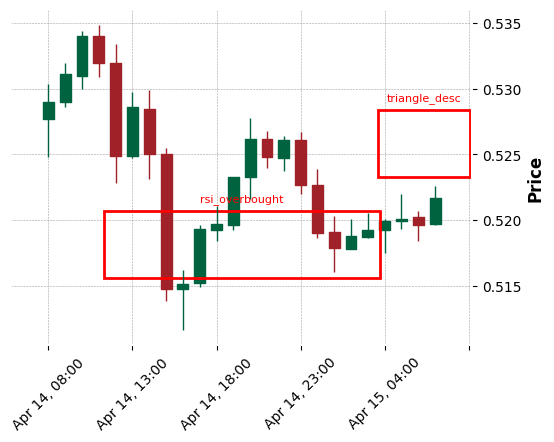 0.535
0.530
triangle_desc
0.525
rsi_overbought
0.520
0.515
Price
Apr 14, 08:00
Apr 14, 13:00
Apr 14, 18:00
Apr 14, 23:00
Apr 15, 04:00